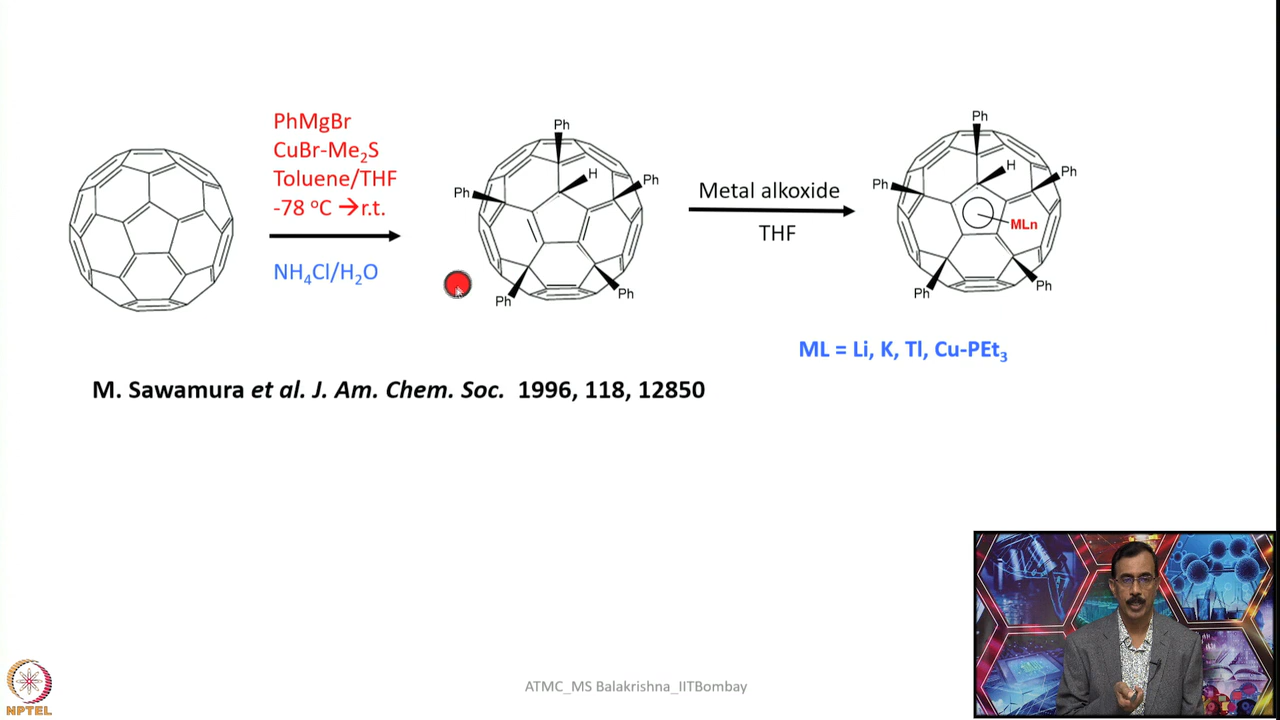 PhMgBr
CuBr-Me₂S
Toluene/THF
-78 ºC →r.t.
NH₄Cl/H₂O
Ph
H
Ph
Ph
Ph
Ph
Metal alkoxide
THF
Ph
H
Ph
Ph
MLn
Ph
Ph
ML = Li, K, Tl, Cu-PEt₃
M. Sawamura et al. J. Am. Chem. Soc. 1996, 118, 12850
ATMC_MS Balakrishna_IITBombay
NPTEL